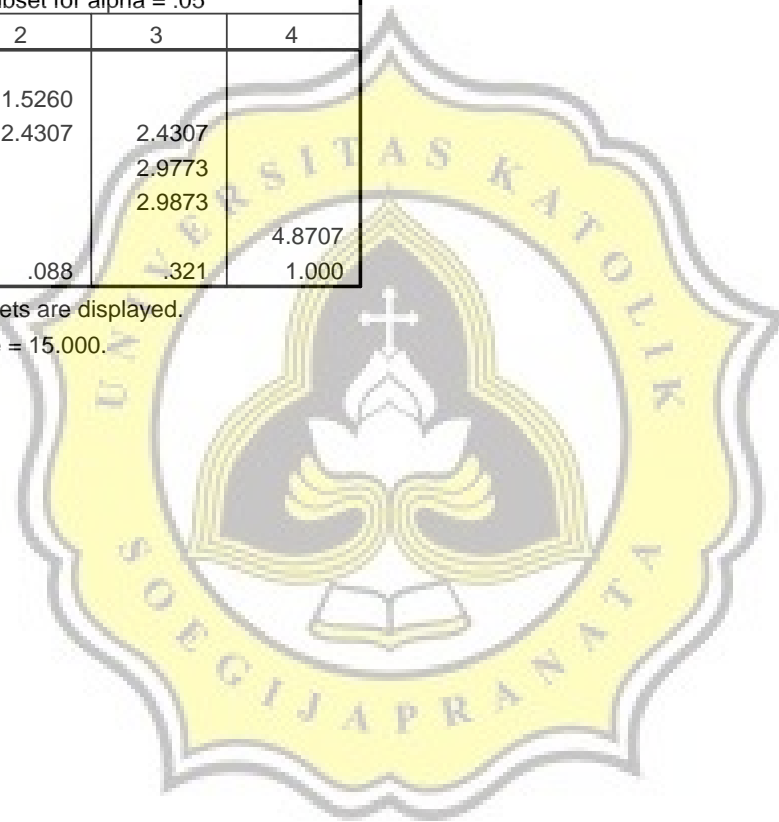 bset for alpha = .05
2 3 4
1.5260
2.4307 2.4307
2.9773
2.9873
4.8707
.088 .321 1.000
ets are displayed.
= 15.000.
UNIVERSITAS KATOLIK
SOEGIJAPRANATA